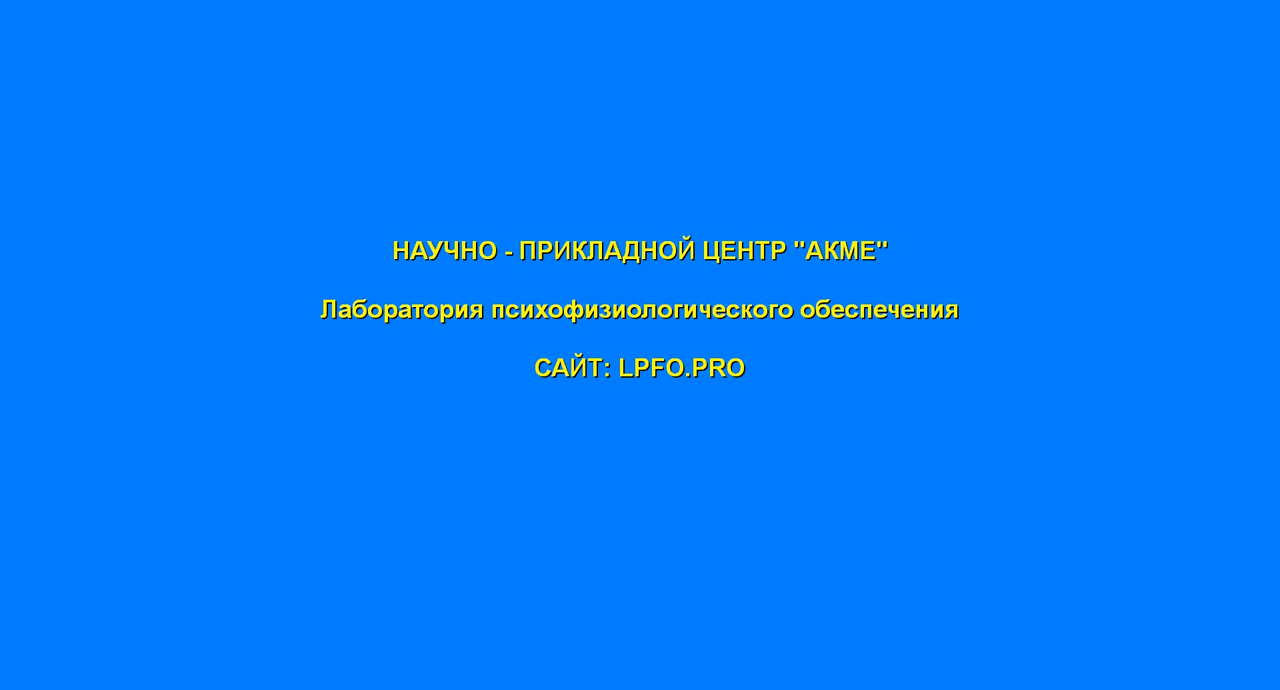 НАУЧНО - ПРИКЛАДНОЙ ЦЕНТР "АКМЕ"
Лаборатория психофизиологического обеспечения
САЙТ: LPFO.PRO